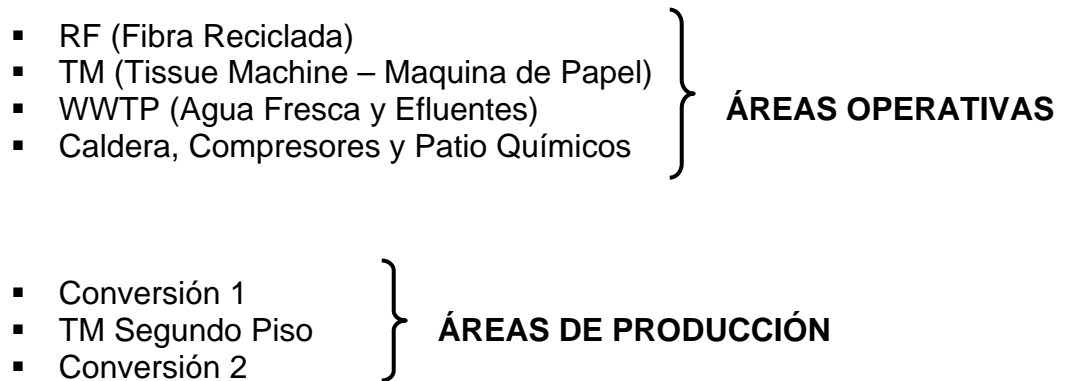 ▪ RF (Fibra Reciclada)
▪ TM (Tissue Machine – Maquina de Papel)
▪ WWTP (Agua Fresca y Efluentes)
▪ Caldera, Compresores y Patio Químicos
ÁREAS OPERATIVAS
▪ Conversión 1
▪ TM Segundo Piso
▪ Conversión 2
ÁREAS DE PRODUCCIÓN